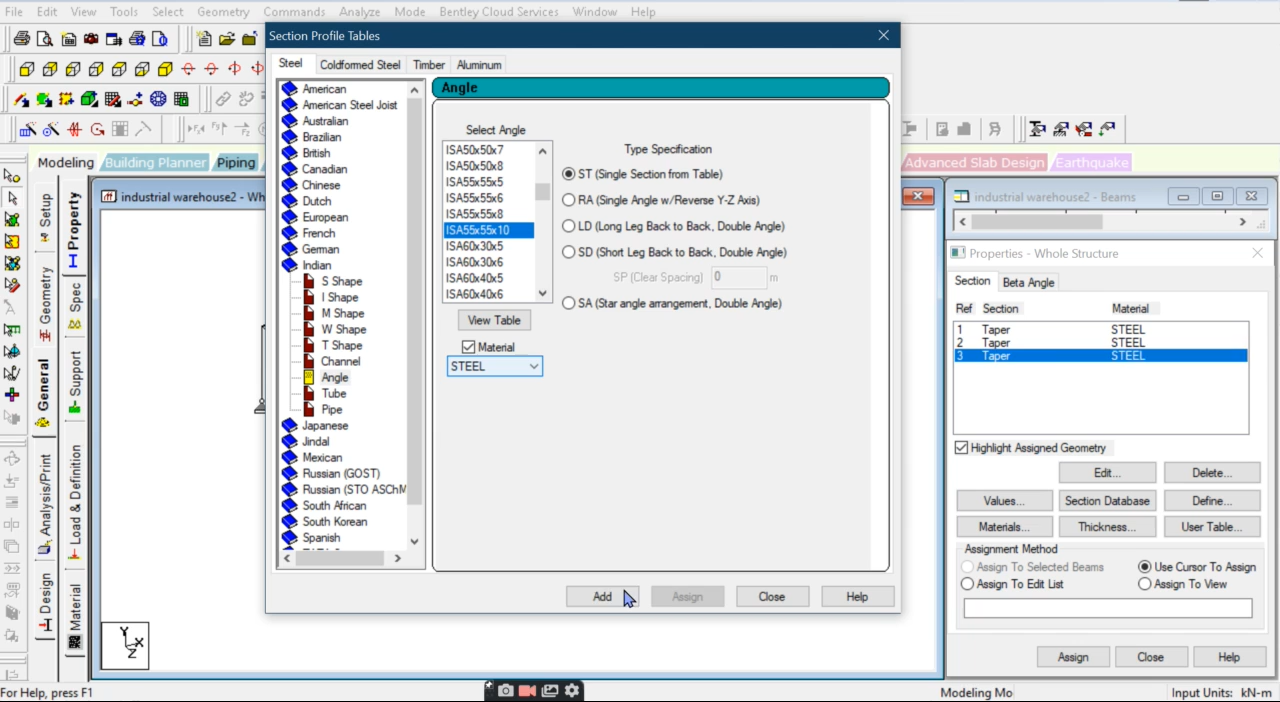 File Edit View Tools Select Geometry Commands Analyze Mode Bentley Cloud Services Window Help
Section Profile Tables
Steel Coldformed Steel Timber Aluminum
American
American Steel Joist
Australian
Brazilian
British
Canadian
Chinese
Dutch
European
French
German
Indian
S Shape
I Shape
M Shape
W Shape
T Shape
Channel
Angle
Tube
Pipe
Japanese
Jindal
Mexican
Russian (GOST)
Russian (STO ASChM
South African
South Korean
Spanish
Angle
Select Angle
ISA50x50x7
ISA50x50x8
ISA55x55x5
ISA55x55x6
ISA55x55x8
ISA55x55x10
ISA60x30x5
ISA60x30x6
ISA60x40x5
ISA60x40x6
View Table
Material
STEEL
Type Specification
ST (Single Section from Table)
RA (Single Angle w/Reverse Y-Z Axis)
LD (Long Leg Back to Back, Double Angle)
SD (Short Leg Back to Back, Double Angle)
SP (Clear Spacing) 0 m
SA (Star angle arrangement, Double Angle)
Add Assign Close Help
Modeling Building Planner Piping
Advanced Slab Design Earthquake
industrial warehouse2 - Wh
industrial warehouse2 - Beams
Setup
Geometry
General
Analysis/Print
Design
Property
Spec
Support
Load & Definition
Material
Properties - Whole Structure
Section Beta Angle
Ref Section Material
1 Taper STEEL
2 Taper STEEL
3 Taper STEEL
Highlight Assigned Geometry
Edit... Delete...
Values... Section Database Define...
Materials... Thickness... User Table...
Assignment Method
Assign To Selected Beams Use Cursor To Assign
Assign To Edit List Assign To View
Assign Close Help
Y
X
Z
For Help, press F1
Modeling Mo
Input Units: kN-m